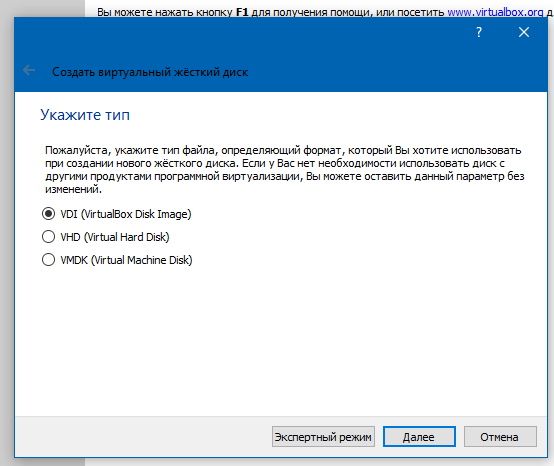 Вы можете нажать кнопку F1 для получения помощи, или посетить www.virtualbox.org д
?
Создать виртуальный жёсткий диск
Укажите тип
Пожалуйста, укажите тип файла, определяющий формат, который Вы хотите использовать
при создании нового жёсткого диска. Если у Вас нет необходимости использовать диск с
другими продуктами программной виртуализации, Вы можете оставить данный параметр без
изменений.
VDI (VirtualBox Disk Image)
VHD (Virtual Hard Disk)
VMDK (Virtual Machine Disk)
Экспертный режим Далее Отмена